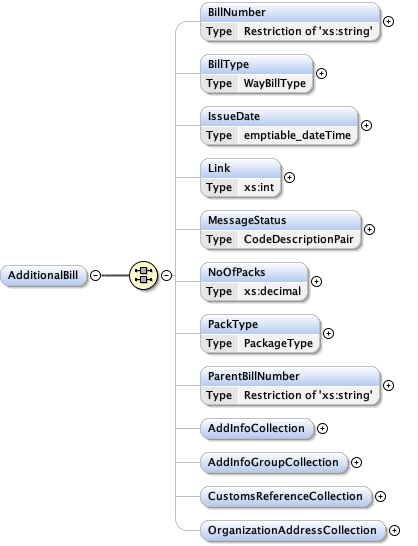 BillNumber
Type Restriction of 'xs:string'
BillType
Type WayBillType
IssueDate
Type emptiable_dateTime
Link
Type xs:int
MessageStatus
Type CodeDescriptionPair
AdditionalBill
NoOfPacks
Type xs:decimal
PackType
Type PackageType
ParentBillNumber
Type Restriction of 'xs:string'
AddInfoCollection
AddInfoGroupCollection
CustomsReferenceCollection
OrganizationAddressCollection